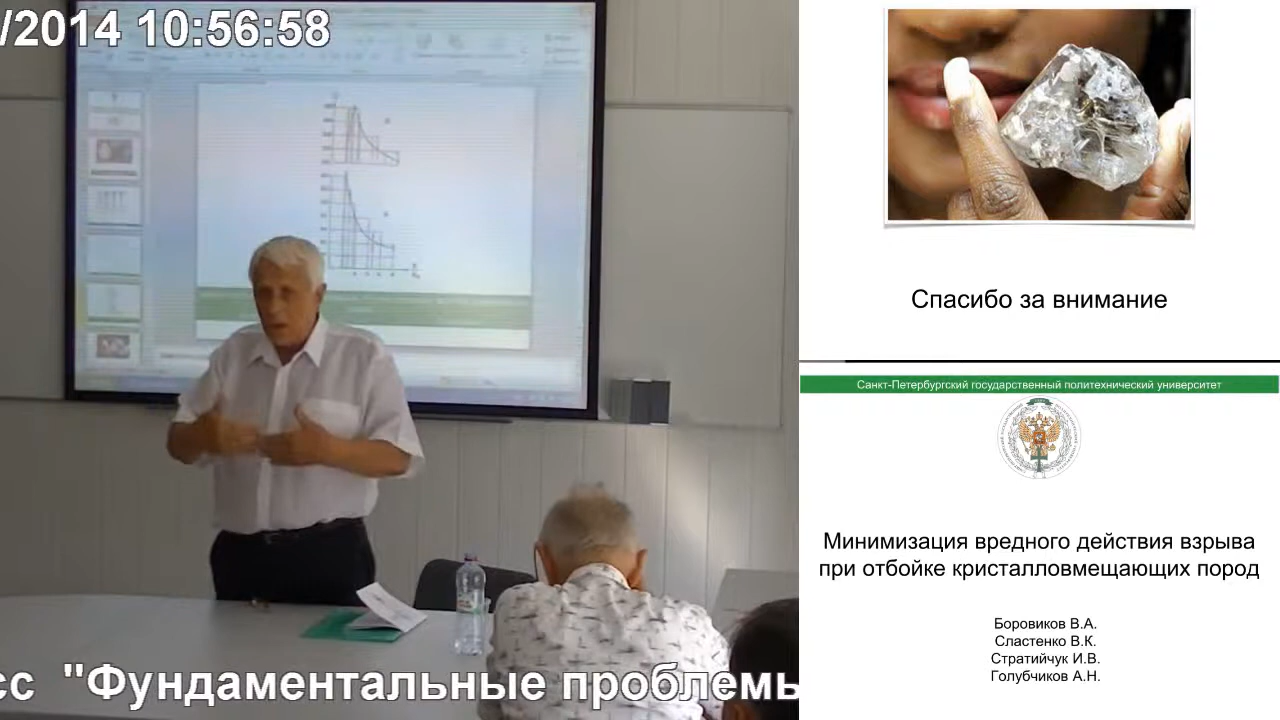 /2014 10:56:58
сс "Фундаментальные проблемы
Спасибо за внимание
Санкт-Петербургский государственный политехнический университет
Минимизация вредного действия взрыва
при отбойке кристалловмещающих пород
Боровиков В.А.
Сластенко В.К.
Стратийчук И.В.
Голубчиков А.Н.